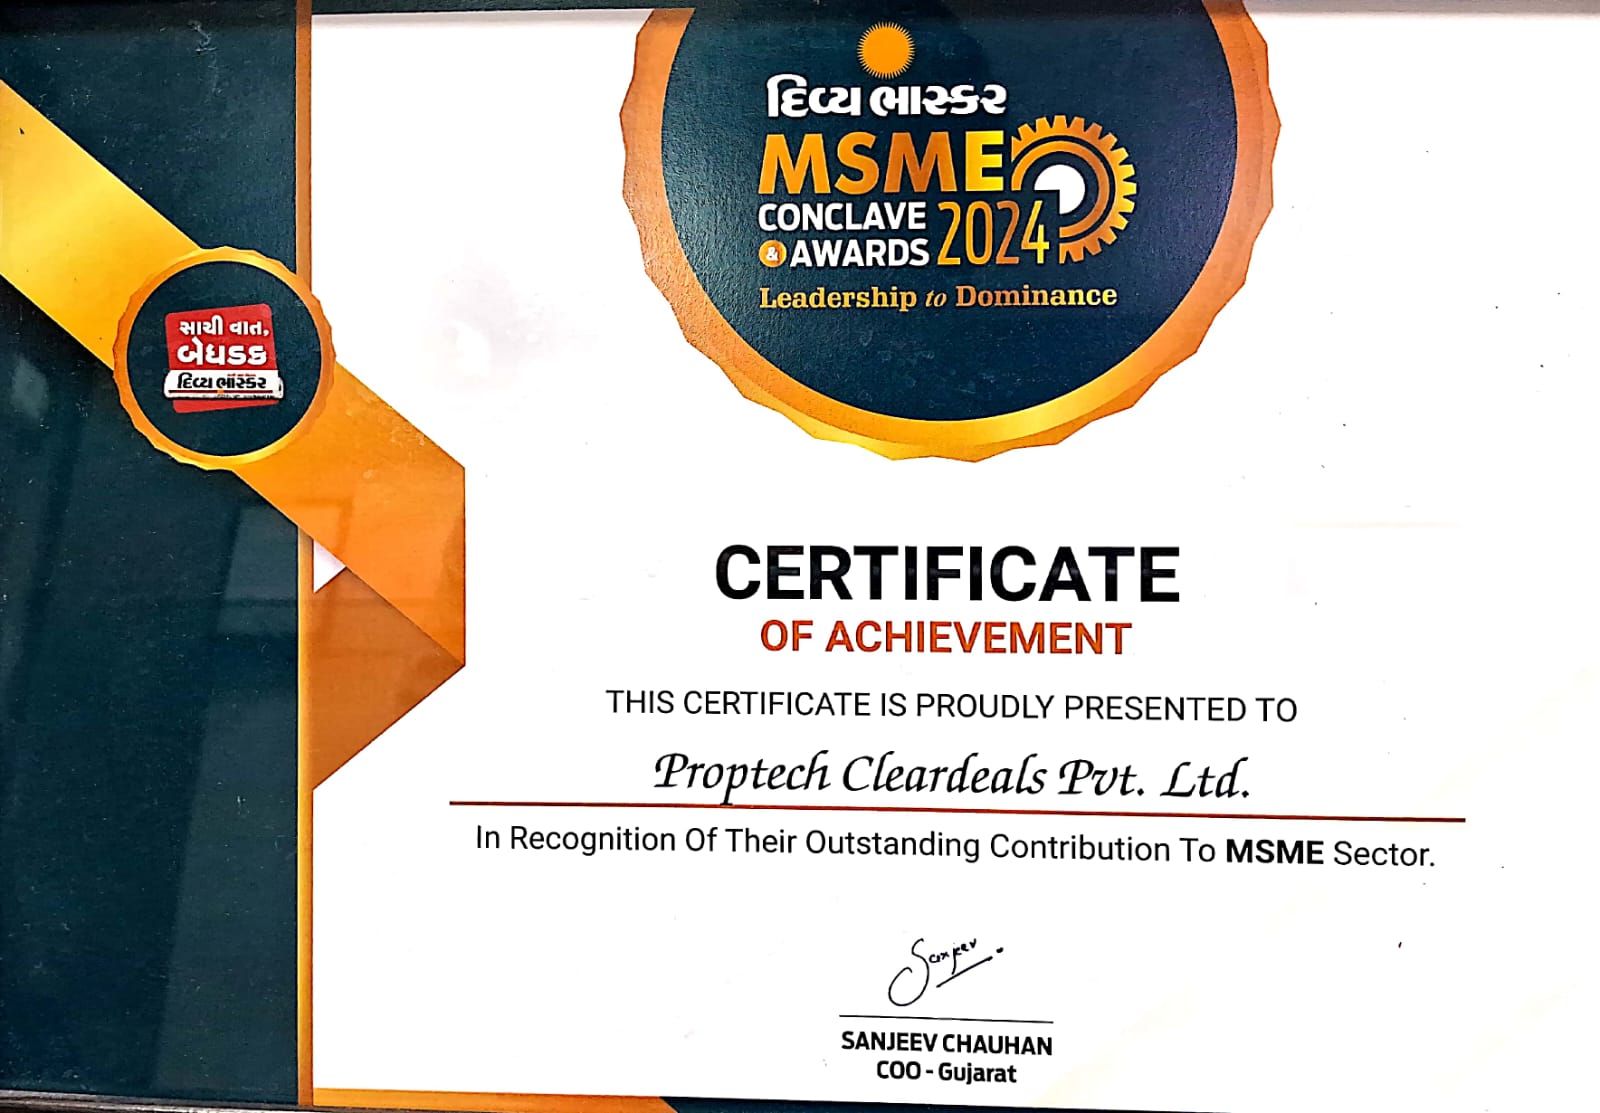 દિવ્ય ભાસ્કર
MSME
CONCLAVE
& AWARDS 2024
Leadership to Dominance
સાચી વાત,
બેધડક
દિવ્ય ભાસ્કર
CERTIFICATE
OF ACHIEVEMENT
THIS CERTIFICATE IS PROUDLY PRESENTED TO
Proptech Cleardeals Pvt. Ltd.
In Recognition Of Their Outstanding Contribution To MSME Sector.
Sanjeev
SANJEEV CHAUHAN
COO - Gujarat